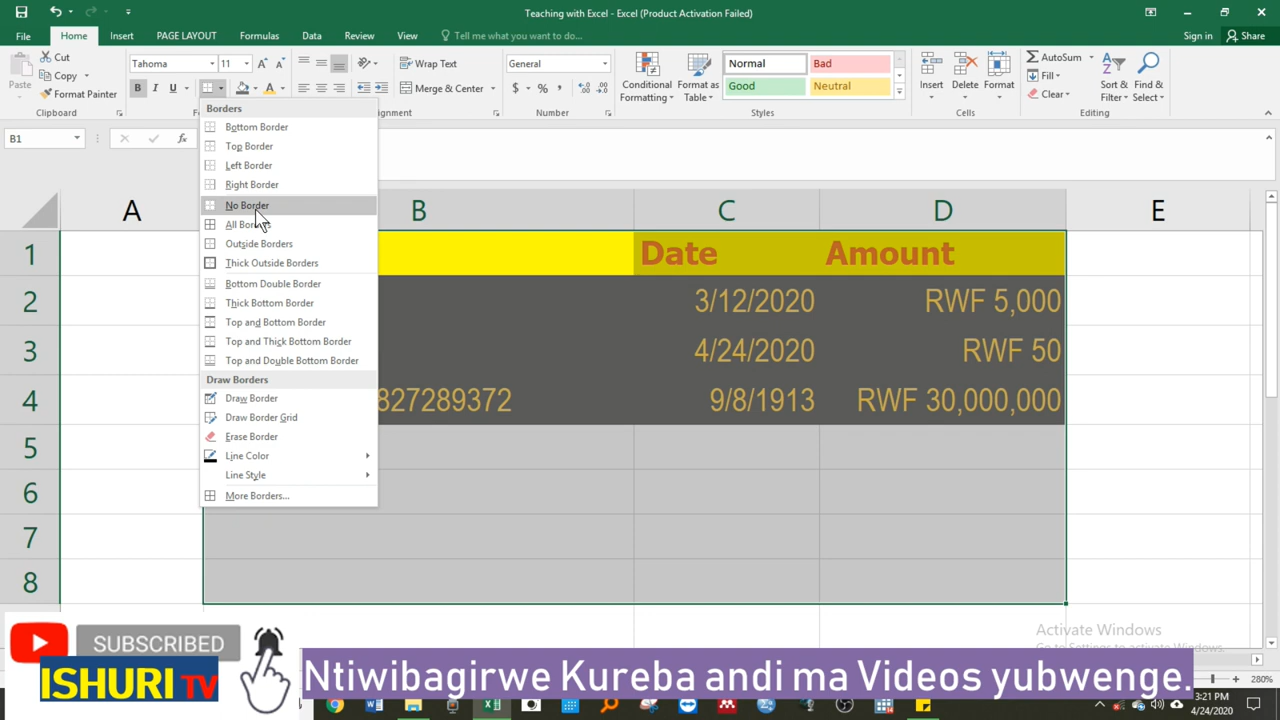 Teaching with Excel - Excel (Product Activation Failed)
File Home Insert PAGE LAYOUT Formulas Data Review View Tell me what you want to do... Sign in Share
Cut
Copy
Format Painter
Paste
Clipboard
Tahoma 11
B I U
Wrap Text
Merge & Center
General
$ % ,
Number
Conditional Formatting
Format as Table
Normal Bad
Good Neutral
Styles
Insert Delete Format
Cells
AutoSum
Fill
Clear
Sort & Filter
Find & Select
Editing
B1 fx
Borders
Bottom Border
Top Border
Left Border
Right Border
No Border
All Borders
Outside Borders
Thick Outside Borders
Bottom Double Border
Thick Bottom Border
Top and Bottom Border
Top and Thick Bottom Border
Top and Double Bottom Border
Draw Borders
Draw Border
Draw Border Grid
Erase Border
Line Color
Line Style
More Borders...
A B C D E
1 Date Amount
2 3/12/2020 RWF 5,000
3 4/24/2020 RWF 50
4 827289372 9/8/1913 RWF 30,000,000
5
6
7
8
Activate Windows
Go to Settings to activate Windows.
280%
SUBSCRIBED
ISHURI TV
Ntiwibagirwe Kureba andi ma Videos yubwenge.
3:21 PM
4/24/2020